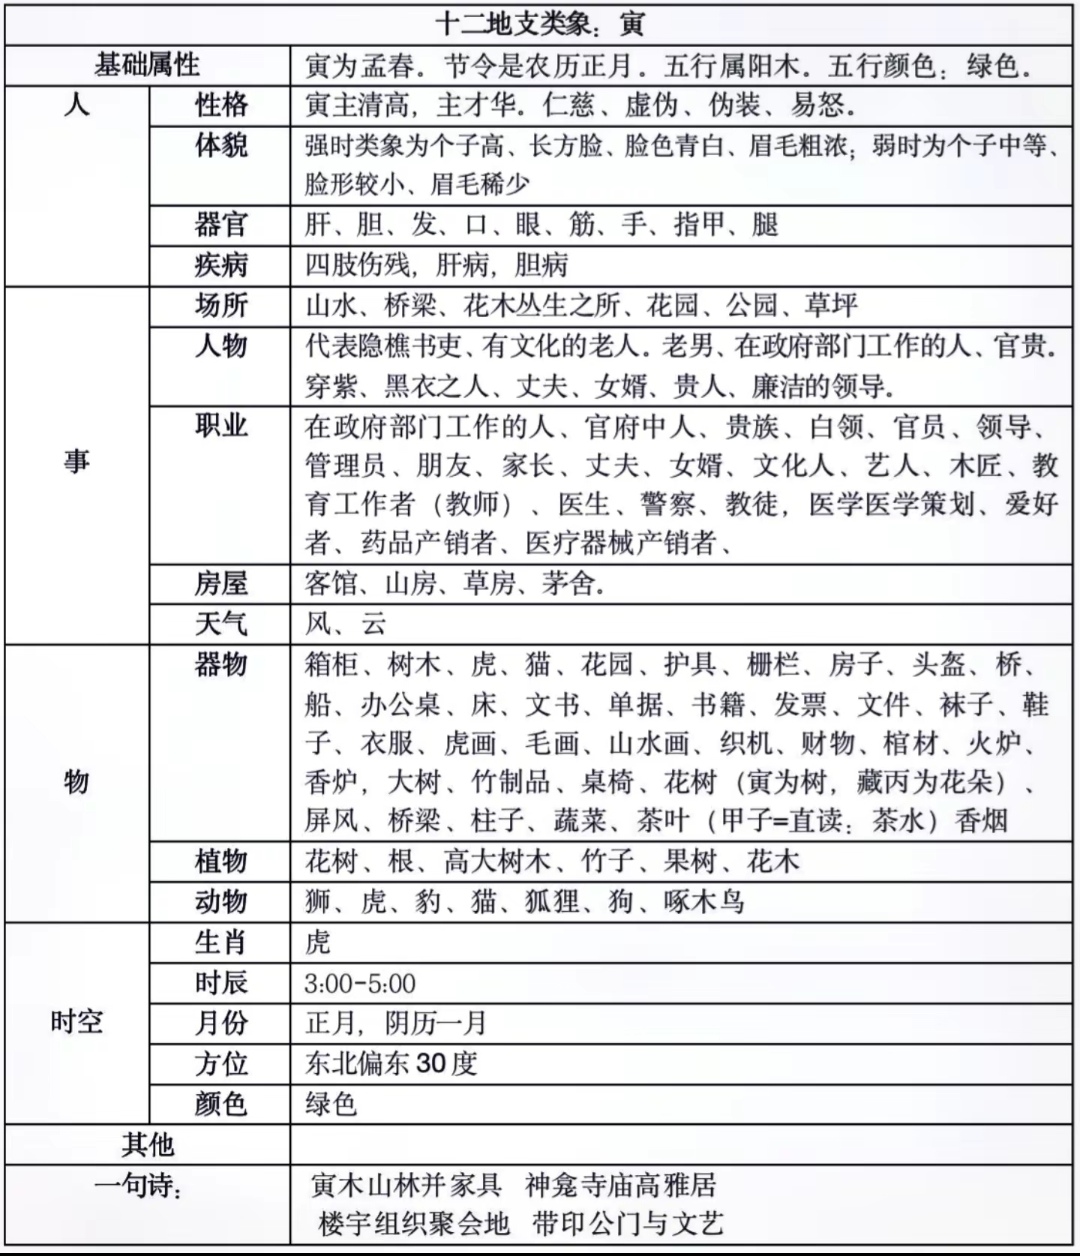 十二地支类象：寅
基础属性 寅为孟春。节令是农历正月。五行属阳木。五行颜色：绿色。
人 性格 寅主清高，主才华。仁慈、虚伪、伪装、易怒。
体貌 强时类象为个子高、长方脸、脸色青白、眉毛粗浓；弱时为个子中等、
脸形较小、眉毛稀少
器官 肝、胆、发、口、眼、筋、手、指甲、腿
疾病 四肢伤残，肝病，胆病
事 场所 山水、桥梁、花木丛生之所、花园、公园、草坪
人物 代表隐樵书吏、有文化的老人。老男、在政府部门工作的人、官贵。
穿紫、黑衣之人、丈夫、女婿、贵人、廉洁的领导。
职业 在政府部门工作的人、官府中人、贵族、白领、官员、领导、
管理员、朋友、家长、丈夫、女婿、文化人、艺人、木匠、教
育工作者（教师）、医生、警察、教徒，医学医学策划、爱好
者、药品产销者、医疗器械产销者、
房屋 客馆、山房、草房、茅舍。
天气 风、云
物 器物 箱柜、树木、虎、猫、花园、护具、栅栏、房子、头盔、桥、
船、办公桌、床、文书、单据、书籍、发票、文件、袜子、鞋
子、衣服、虎画、毛画、山水画、织机、财物、棺材、火炉、
香炉，大树、竹制品、桌椅、花树（寅为树，藏丙为花朵）、
屏风、桥梁、柱子、蔬菜、茶叶（甲子=直读：茶水）香烟
植物 花树、根、高大树木、竹子、果树、花木
动物 狮、虎、豹、猫、狐狸、狗、啄木鸟
时空 生肖 虎
时辰 3:00-5:00
月份 正月，阴历一月
方位 东北偏东 30 度
颜色 绿色
其他
一句诗： 寅木山林并家具 神龛寺庙高雅居
楼宇组织聚会地 带印公门与文艺